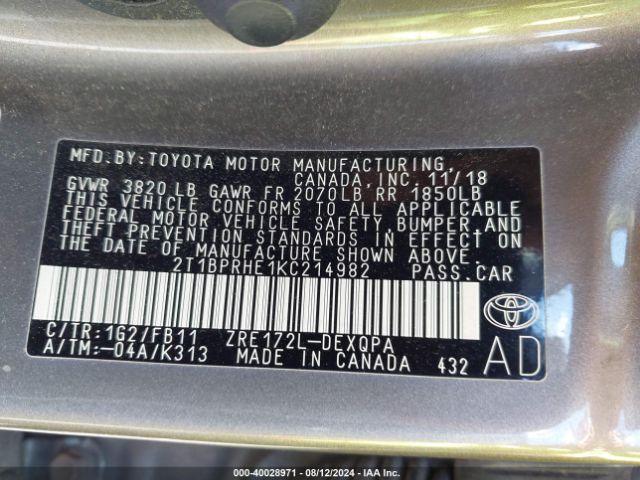 MFD. BY: TOYOTA MOTOR MANUFACTURING,
CANADA, INC. 11/18
GVWR 3820 LB GAWR FR 2070LB RR 1850LB
THIS VEHICLE CONFORMS TO ALL APPLICABLE
FEDERAL MOTOR VEHICLE SAFETY, BUMPER, AND
THEFT PREVENTION STANDARDS IN EFFECT ON
THE DATE OF MANUFACTURE SHOWN ABOVE.
2T1BPRHE1KC214982 PASS. CAR
C/TR: 1G2/FB11 ZRE172L-DEXQPA
A/TM: -04A/K313 MADE IN CANADA 432
AD
000-40028971 - 08/12/2024 - IAA Inc.